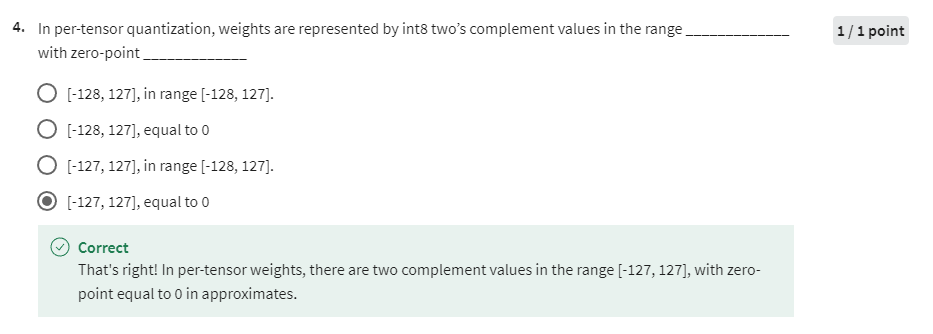 4. In per-tensor quantization, weights are represented by int8 two’s complement values in the range _____________ 1 / 1 point
with zero-point _____________
[-128, 127], in range [-128, 127].
[-128, 127], equal to 0
[-127, 127], in range [-128, 127].
[-127, 127], equal to 0
Correct
That's right! In per-tensor weights, there are two complement values in the range [-127, 127], with zero-
point equal to 0 in approximates.